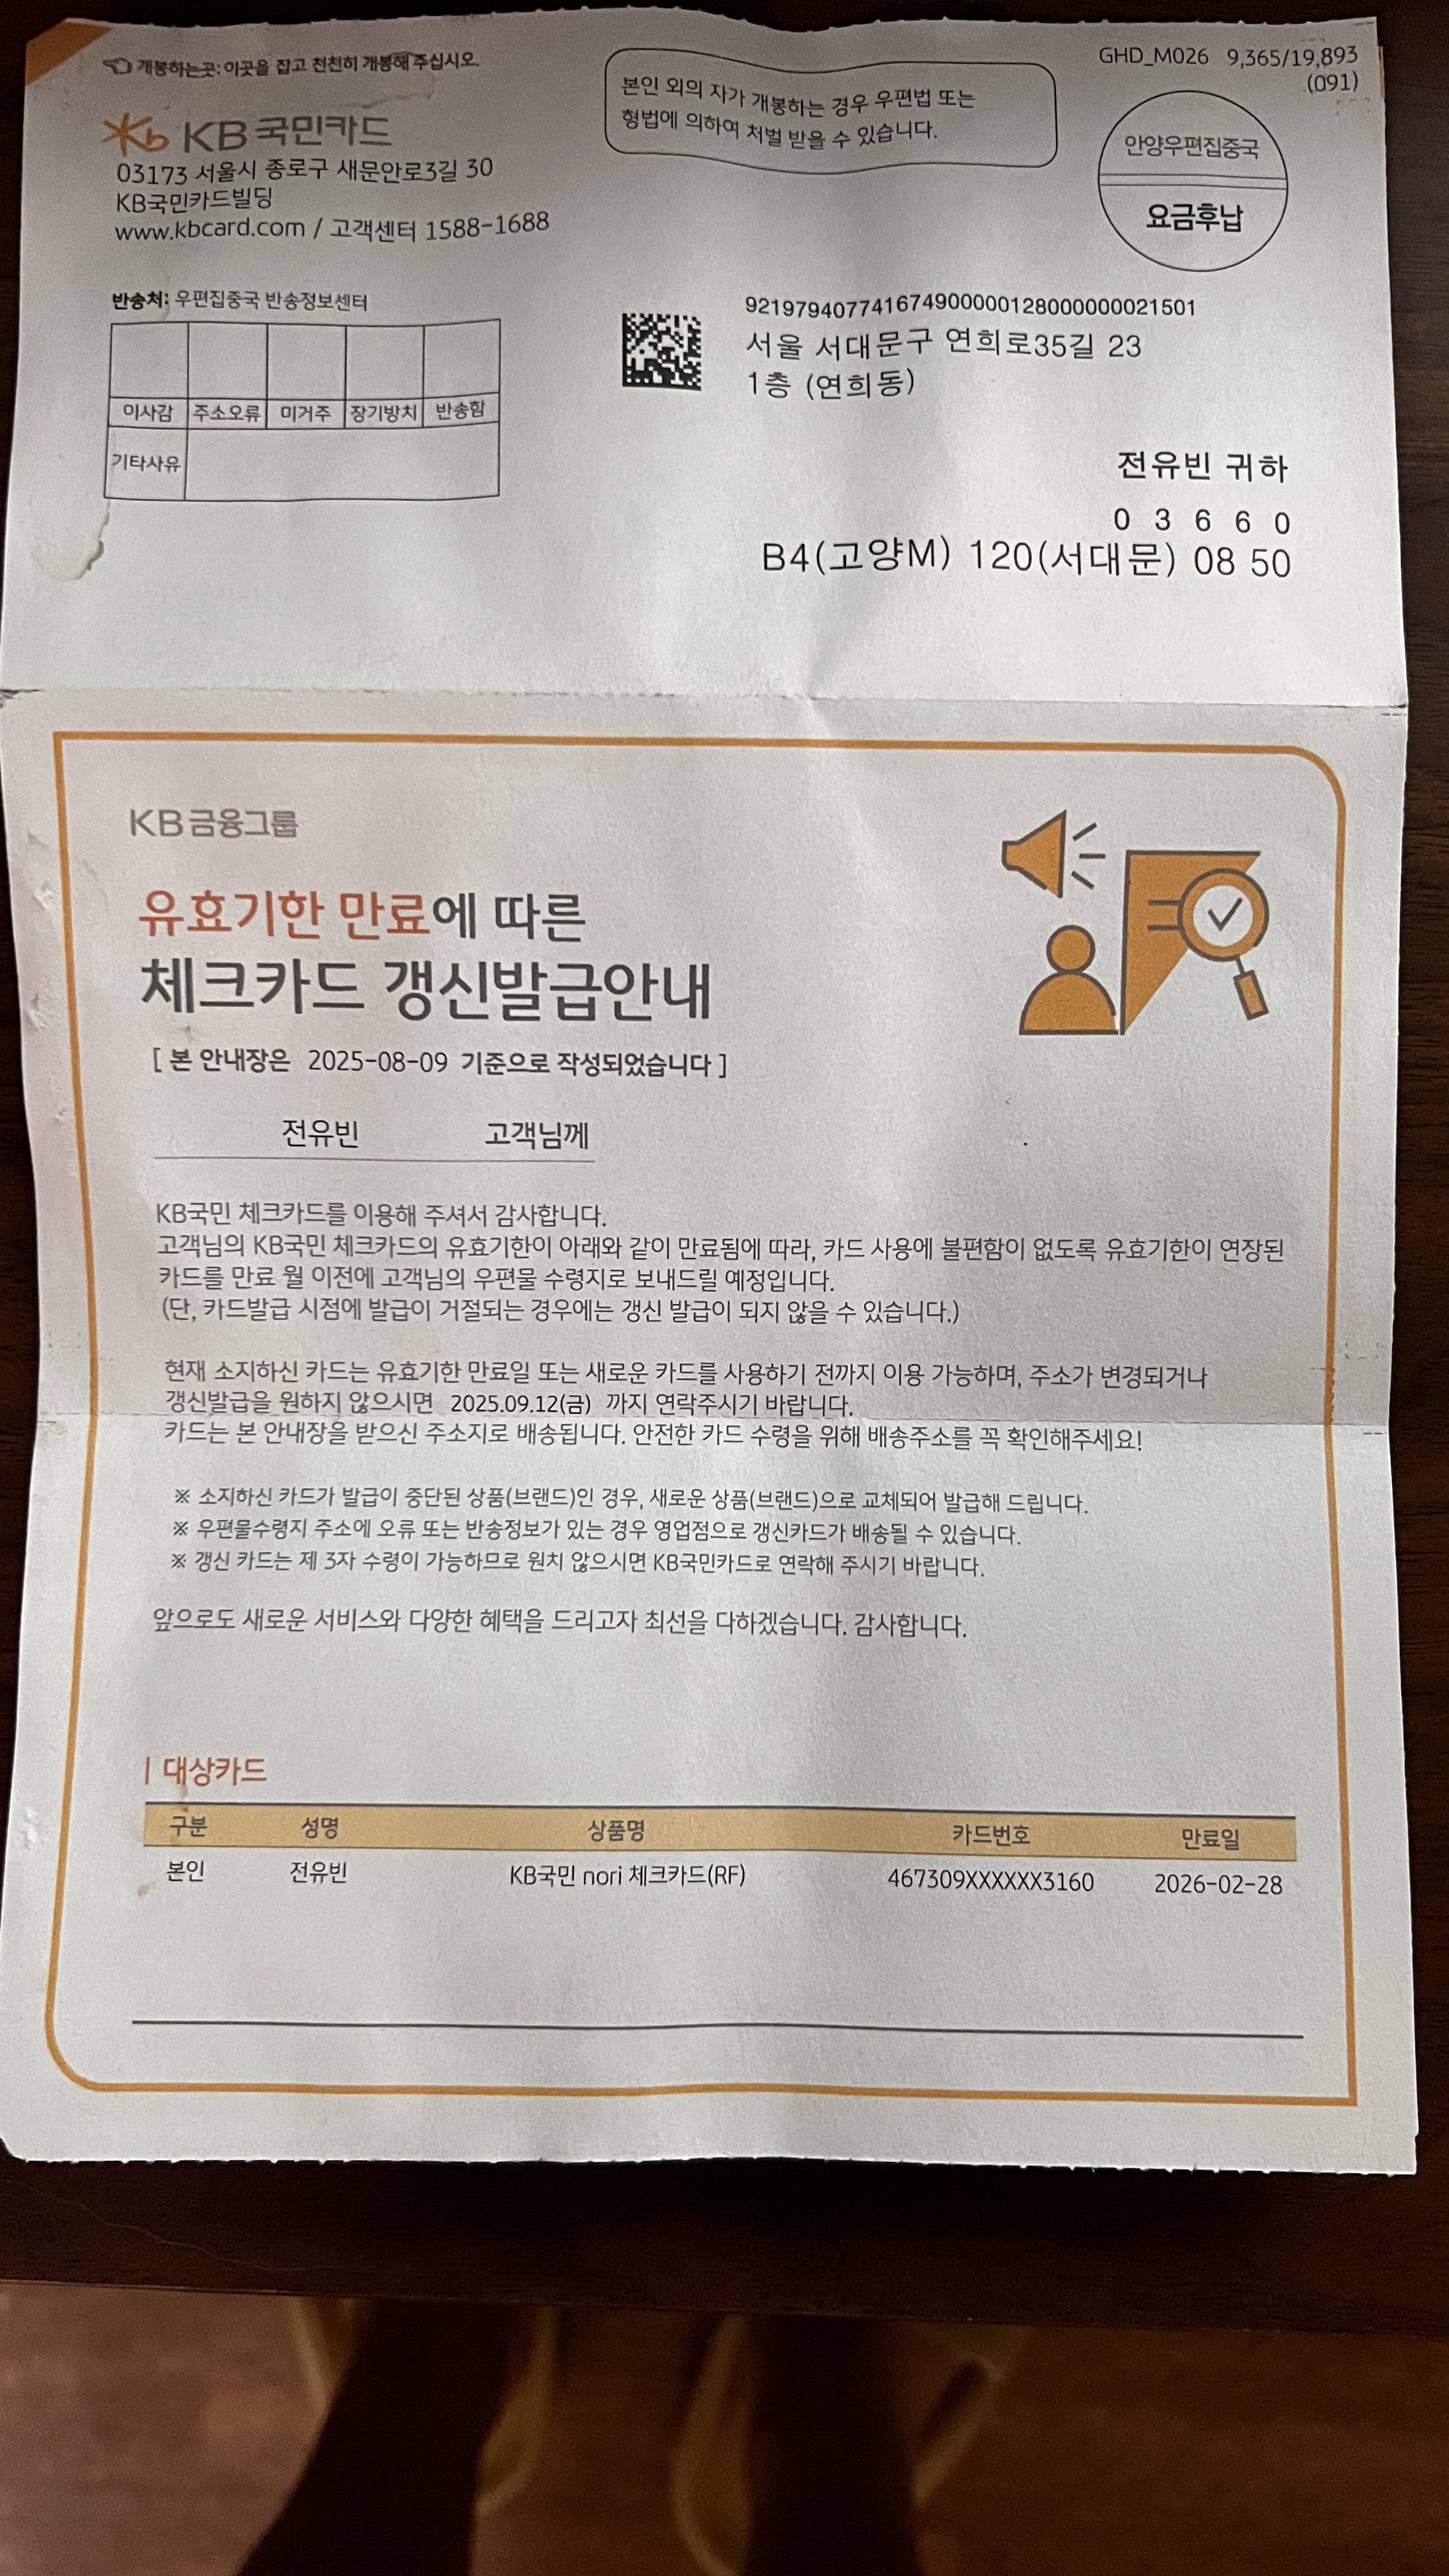 개봉하는곳: 이곳을 잡고 천천히 개봉해 주십시오.
KB 국민카드
03173 서울시 종로구 새문안로3길 30
KB국민카드빌딩
www.kbcard.com / 고객센터 1588-1688
본인 외의 자가 개봉하는 경우 우편법 또는
형법에 의하여 처벌 받을 수 있습니다.
GHD_M026 9,365/19,893
(091)
안양우편집중국
요금후납
반송처: 우편집중국 반송정보센터
이사감 주소오류 미거주 장기방치 반송함
기타사유
921979407741674900000128000000021501
서울 서대문구 연희로35길 23
1층 (연희동)
전유빈 귀하
0 3 6 6 0
B4(고양M) 120(서대문) 08 50
KB금융그룹
유효기한 만료에 따른
체크카드 갱신발급안내
[ 본 안내장은 2025-08-09 기준으로 작성되었습니다 ]
전유빈 고객님께
KB국민 체크카드를 이용해 주셔서 감사합니다.
고객님의 KB국민 체크카드의 유효기한이 아래와 같이 만료됨에 따라, 카드 사용에 불편함이 없도록 유효기한이 연장된
카드를 만료 월 이전에 고객님의 우편물 수령지로 보내드릴 예정입니다.
(단, 카드발급 시점에 발급이 거절되는 경우에는 갱신 발급이 되지 않을 수 있습니다.)
현재 소지하신 카드는 유효기한 만료일 또는 새로운 카드를 사용하기 전까지 이용 가능하며, 주소가 변경되거나
갱신발급을 원하지 않으시면 2025.09.12(금) 까지 연락주시기 바랍니다.
카드는 본 안내장을 받으신 주소지로 배송됩니다. 안전한 카드 수령을 위해 배송주소를 꼭 확인해주세요!
※ 소지하신 카드가 발급이 중단된 상품(브랜드)인 경우, 새로운 상품(브랜드)으로 교체되어 발급해 드립니다.
※ 우편물수령지 주소에 오류 또는 반송정보가 있는 경우 영업점으로 갱신카드가 배송될 수 있습니다.
※ 갱신 카드는 제 3자 수령이 가능하므로 원치 않으시면 KB국민카드로 연락해 주시기 바랍니다.
앞으로도 새로운 서비스와 다양한 혜택을 드리고자 최선을 다하겠습니다. 감사합니다.
| 대상카드
구분 성명 상품명 카드번호 만료일
본인 전유빈 KB국민 nori 체크카드(RF) 467309XXXXXX3160 2026-02-28